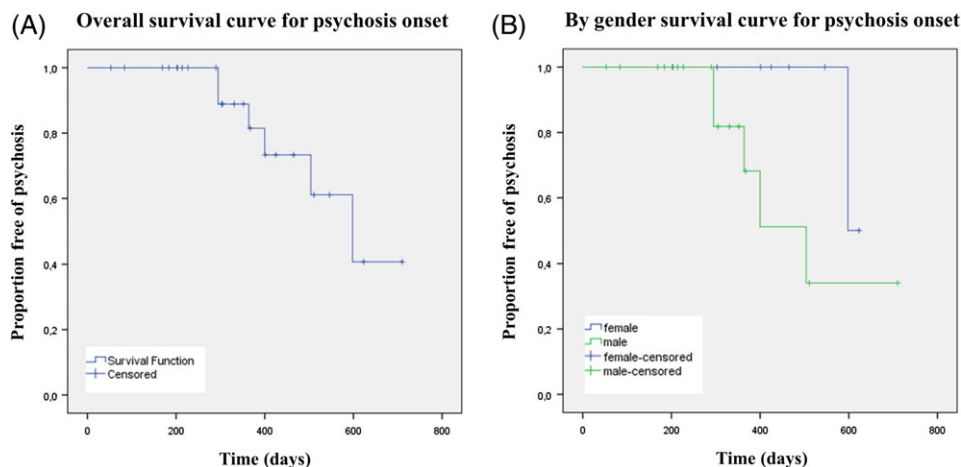 (A) Overall survival curve for psychosis onset
Proportion free of psychosis
1,0
0,8
0,6
0,4
0,2
0,0
Survival Function
Censored
0 200 400 600 800
Time (days)
(B) By gender survival curve for psychosis onset
Proportion free of psychosis
1,0
0,8
0,6
0,4
0,2
0,0
female
male
female-censored
male-censored
0 200 400 600 800
Time (days)